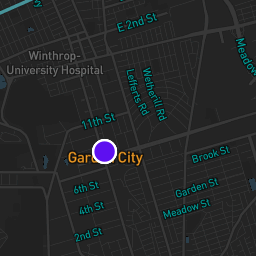 E 2nd St
Meadow
Winthrop-
University Hospital
Wetherill Rd
Lefferts Rd
11th St
Garden City
Brook St
6th St
Garden St
4th St
Meadow St
2nd St